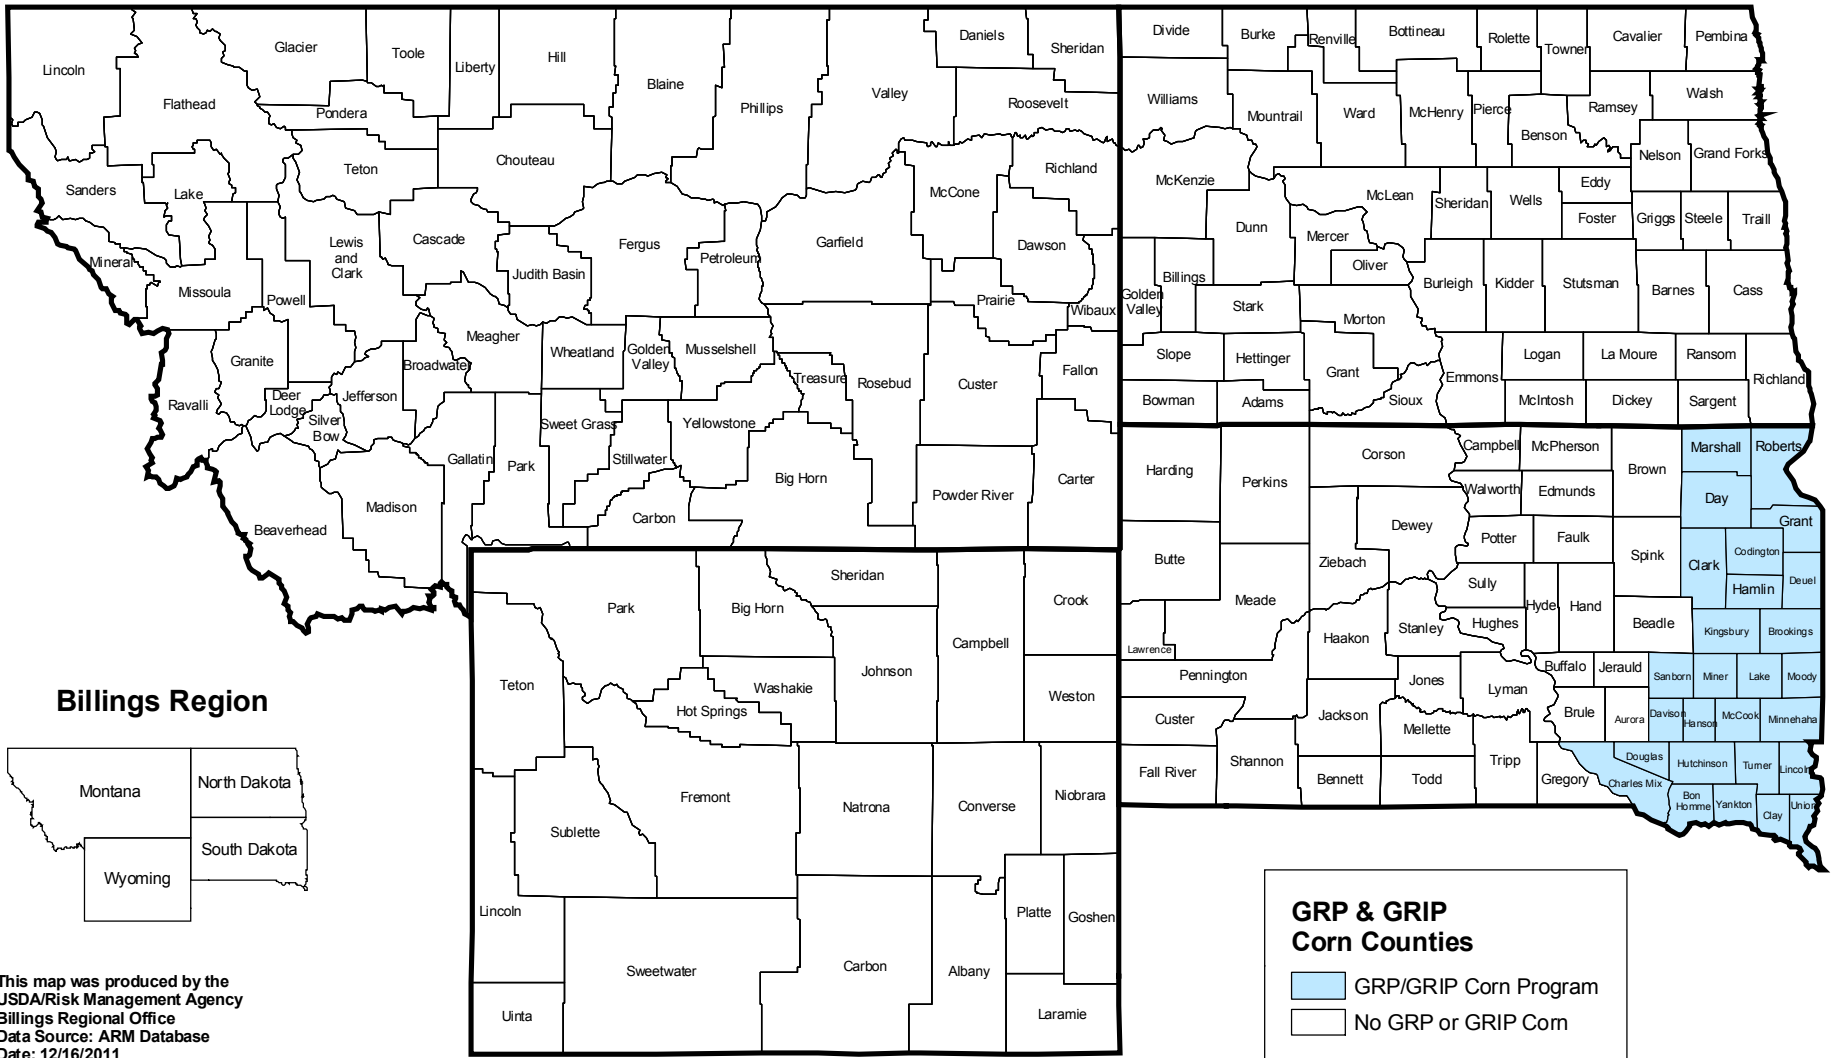 Lincoln
Flathead
Glacier
Toole
Liberty
Hill
Blaine
Phillips
Valley
Daniels
Sheridan
Roosevelt
Pondera
Teton
Chouteau
Sanders
Lake
McCone
Richland
Mineral
Missoula
Powell
Lewis
and
Clark
Cascade
Judith Basin
Fergus
Petroleum
Garfield
Dawson
Prairie
Wibaux
Granite
Deer
Lodge
Silver
Bow
Jefferson
Broadwater
Meagher
Wheatland
Golden
Valley
Musselshell
Treasure
Rosebud
Custer
Fallon
Ravalli
Beaverhead
Madison
Gallatin
Park
Sweet Grass
Stillwater
Yellowstone
Carbon
Big Horn
Powder River
Carter
Divide
Burke
Renville
Bottineau
Rolette
Towner
Cavalier
Pembina
Williams
Mountrail
Ward
McHenry
Pierce
Benson
Ramsey
Walsh
Nelson
Grand Forks
McKenzie
Dunn
McLean
Mercer
Oliver
Sheridan
Wells
Eddy
Foster
Griggs
Steele
Traill
Golden
Valley
Billings
Stark
Morton
Burleigh
Kidder
Stutsman
Barnes
Cass
Slope
Hettinger
Grant
Sioux
Emmons
Logan
La Moure
Ransom
Richland
Bowman
Adams
McIntosh
Dickey
Sargent
Harding
Perkins
Corson
Campbell
McPherson
Brown
Marshall
Roberts
Walworth
Edmunds
Day
Grant
Butte
Meade
Ziebach
Dewey
Potter
Faulk
Spink
Clark
Codington
Deuel
Hamlin
Sully
Hyde
Hand
Beadle
Kingsbury
Brookings
Lawrence
Pennington
Haakon
Stanley
Hughes
Buffalo
Jerauld
Sanborn
Miner
Lake
Moody
Custer
Jackson
Jones
Lyman
Brule
Aurora
Davison
Hanson
McCook
Minnehaha
Fall River
Shannon
Bennett
Mellette
Todd
Tripp
Gregory
Douglas
Charles Mix
Hutchinson
Turner
Lincoln
Bon
Homme
Yankton
Clay
Union
Park
Big Horn
Sheridan
Campbell
Crook
Teton
Washakie
Hot Springs
Johnson
Weston
Fremont
Sublette
Natrona
Converse
Niobrara
Lincoln
Sweetwater
Carbon
Albany
Platte
Goshen
Uinta
Laramie
Billings Region
Montana
North Dakota
South Dakota
Wyoming
This map was produced by the
USDA/Risk Management Agency
Billings Regional Office
Data Source: ARM Database
Date: 12/16/2011
GRP & GRIP
Corn Counties
GRP/GRIP Corn Program
No GRP or GRIP Corn